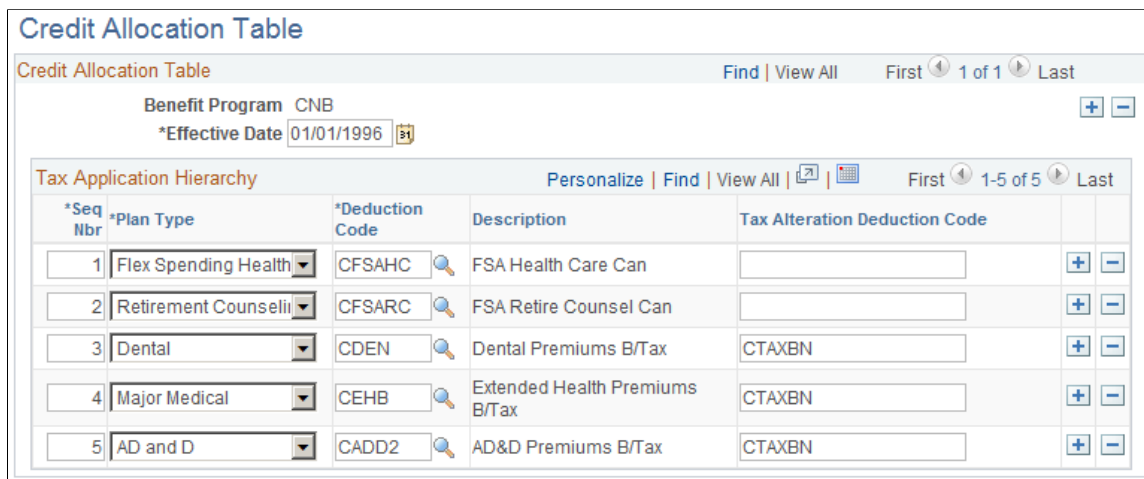 Credit Allocation Table
Credit Allocation Table Find | View All First 1 of 1 Last
Benefit Program CNB
*Effective Date 01/01/1996
Tax Application Hierarchy Personalize | Find | View All | | First 1-5 of 5 Last
*Seq Nbr *Plan Type *Deduction Code Description Tax Alteration Deduction Code
1 Flex Spending Health CFSAHC FSA Health Care Can
2 Retirement Counselin CFSARC FSA Retire Counsel Can
3 Dental CDEN Dental Premiums B/Tax CTAXBN
4 Major Medical CEHB Extended Health Premiums B/Tax CTAXBN
5 AD and D CADD2 AD&D Premiums B/Tax CTAXBN